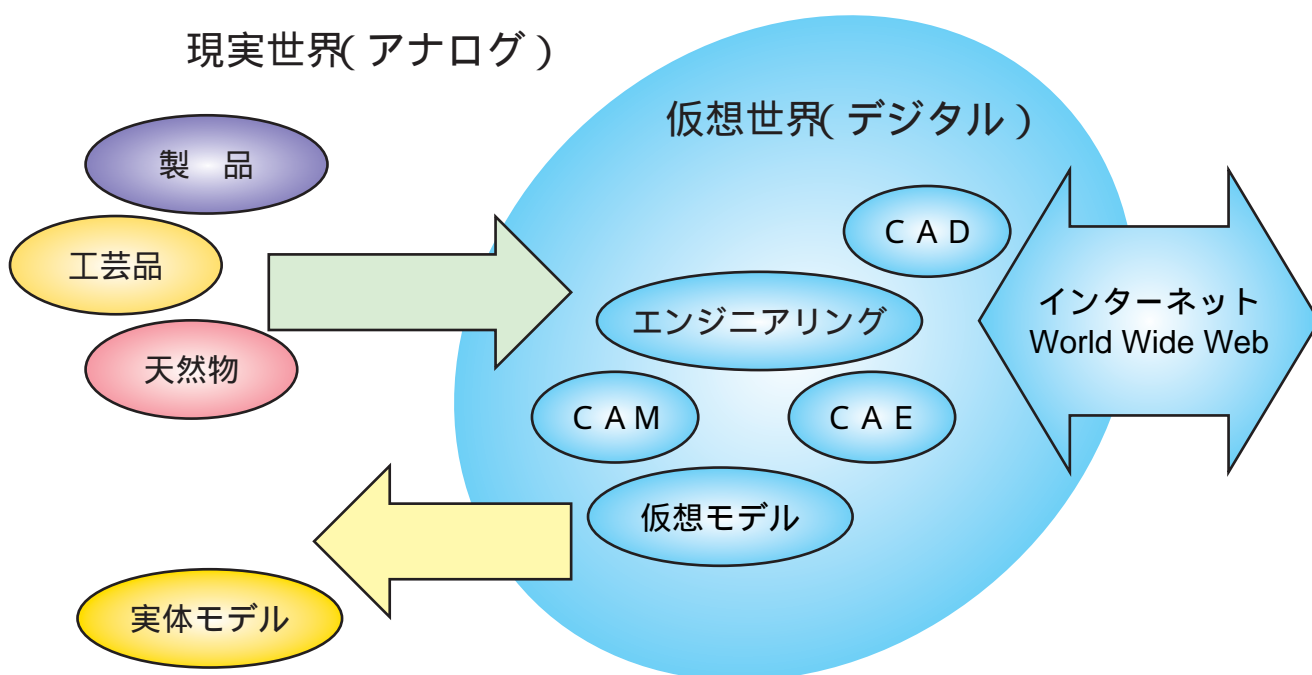 現実世界(アナログ)
仮想世界(デジタル)
製　品
工芸品
天然物
ＣＡＤ
エンジニアリング
インターネット
World Wide Web
ＣＡＭ
ＣＡＥ
仮想モデル
実体モデル